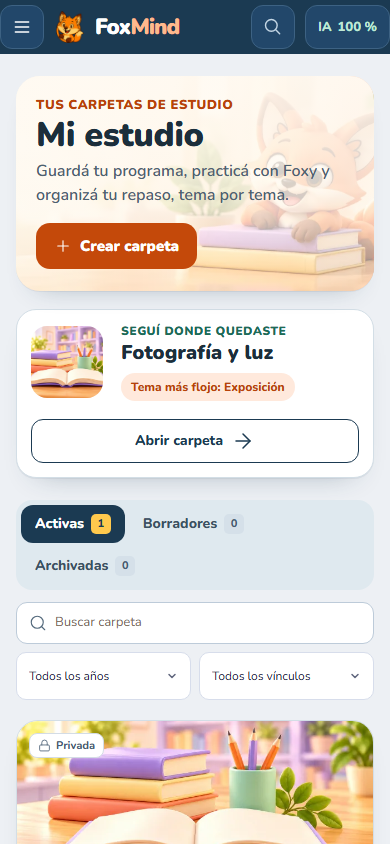 FoxMind
IA 100 %
TUS CARPETAS DE ESTUDIO
Mi estudio
Guardá tu programa, practicá con Foxy y
organizá tu repaso, tema por tema.
Crear carpeta
SEGUÍ DONDE QUEDASTE
Fotografía y luz
Tema más flojo: Exposición
Abrir carpeta
Activas 1
Borradores 0
Archivadas 0
Buscar carpeta
Todos los años
Todos los vínculos
Privada